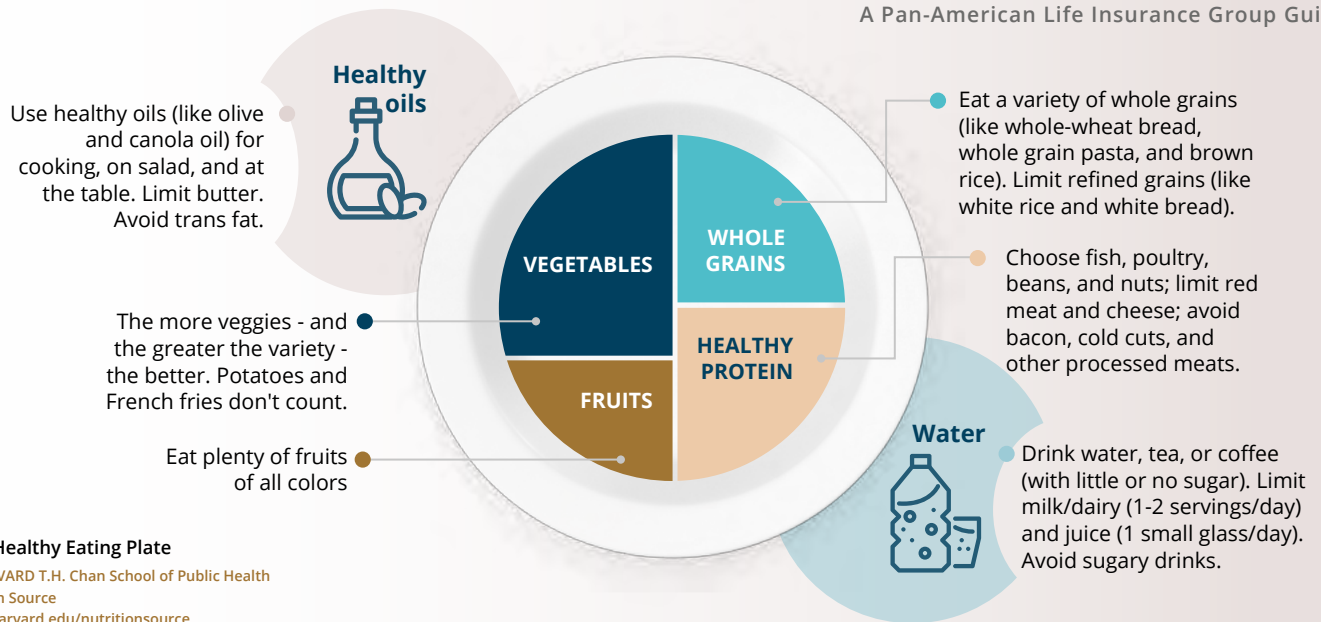 A Pan-American Life Insurance Group
Healthy
oils
Use healthy oils (like olive
and canola oil) for
cooking, on salad, and at
the table. Limit butter.
Avoid trans fat.
The more veggies - and
the greater the variety -
the better. Potatoes and
French fries don't count.
Eat plenty of fruits
of all colors
VEGETABLES
FRUITS
WHOLE
GRAINS
HEALTHY
PROTEIN
Eat a variety of whole grains
(like whole-wheat bread,
whole grain pasta, and brown
rice). Limit refined grains (like
white rice and white bread).
Choose fish, poultry,
beans, and nuts; limit red
meat and cheese; avoid
bacon, cold cuts, and
other processed meats.
Water
Drink water, tea, or coffee
(with little or no sugar). Limit
milk/dairy (1-2 servings/day)
and juice (1 small glass/day).
Avoid sugary drinks.
Healthy Eating Plate
T.H. Chan School of Public Health
Source